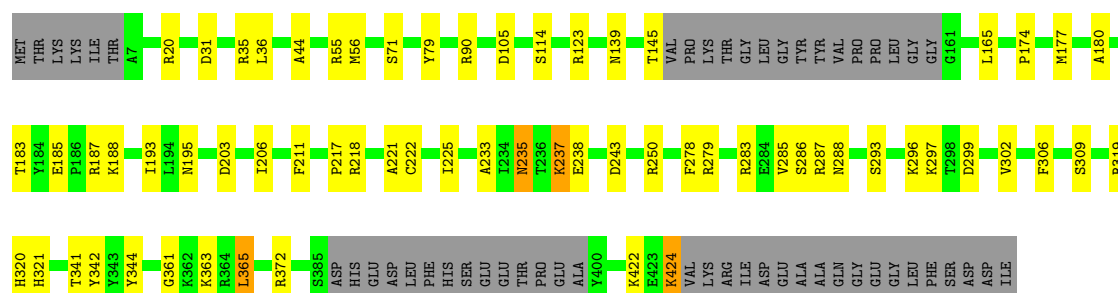 MET THR LYS LYS ILE THR A7 R20 D31 R35 L36 A44 R55 M56 S71 Y79 R90 D105 S114 R123 N139 T145 VAL PRO LYS THR GLY LEU GLY TYR TYR VAL PRO PRO LEU GLY GLY G161 L165 P174 M177 A180
T183 Y184 E185 P186 R187 K188 I193 L194 N195 D203 I206 F211 P217 R218 A221 C222 I225 A233 I234 N235 T236 K237 E238 D243 R250 F278 R279 R283 E284 V285 S286 R287 N288 S293 K296 K297 T298 D299 V302 F306 S309
H320 H321 T341 Y342 Y343 Y344 G361 K362 K363 R364 L365 R372 S385 ASP HIS GLU ASP LEU PHE HIS SER GLU GLU THR PRO GLU ALA Y400 K422 E423 K424 VAL LYS ARG ILE ASP GLU ALA ALA GLN GLY GLU GLY LEU PHE SER ASP ASP ILE